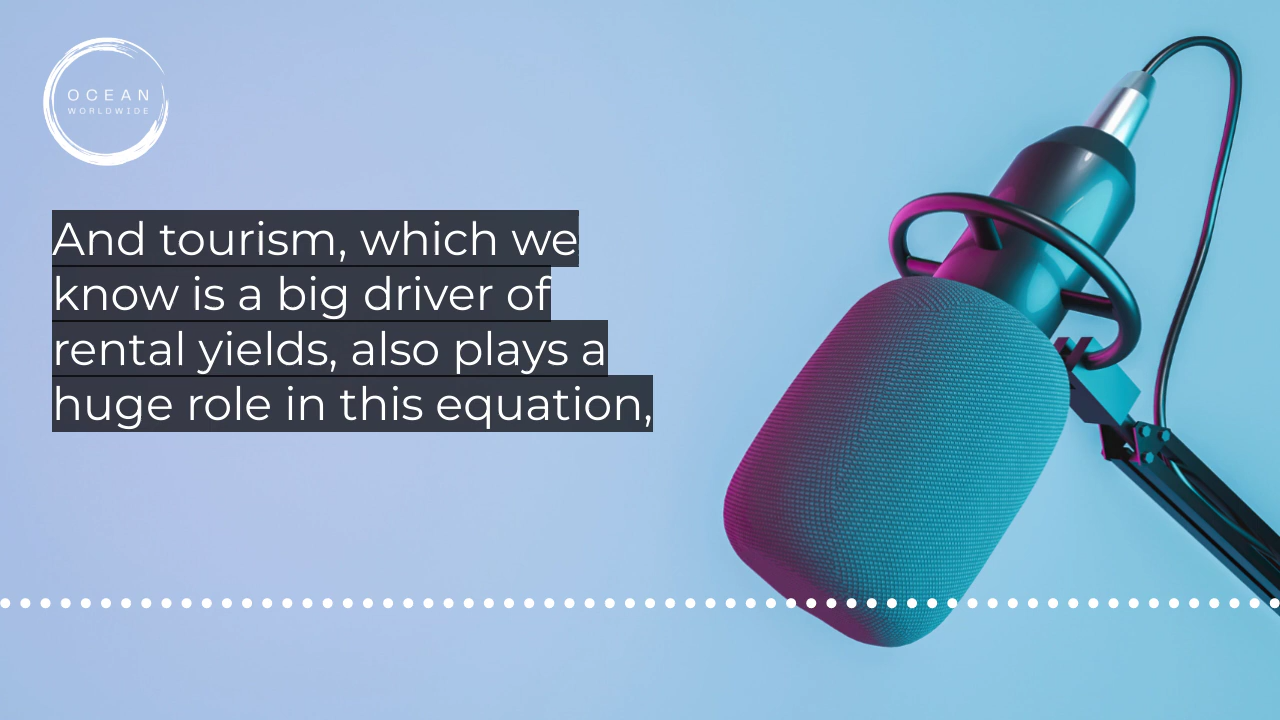 OCEAN
WORLDWIDE
And tourism, which we
know is a big driver of
rental yields, also plays a
huge role in this equation,